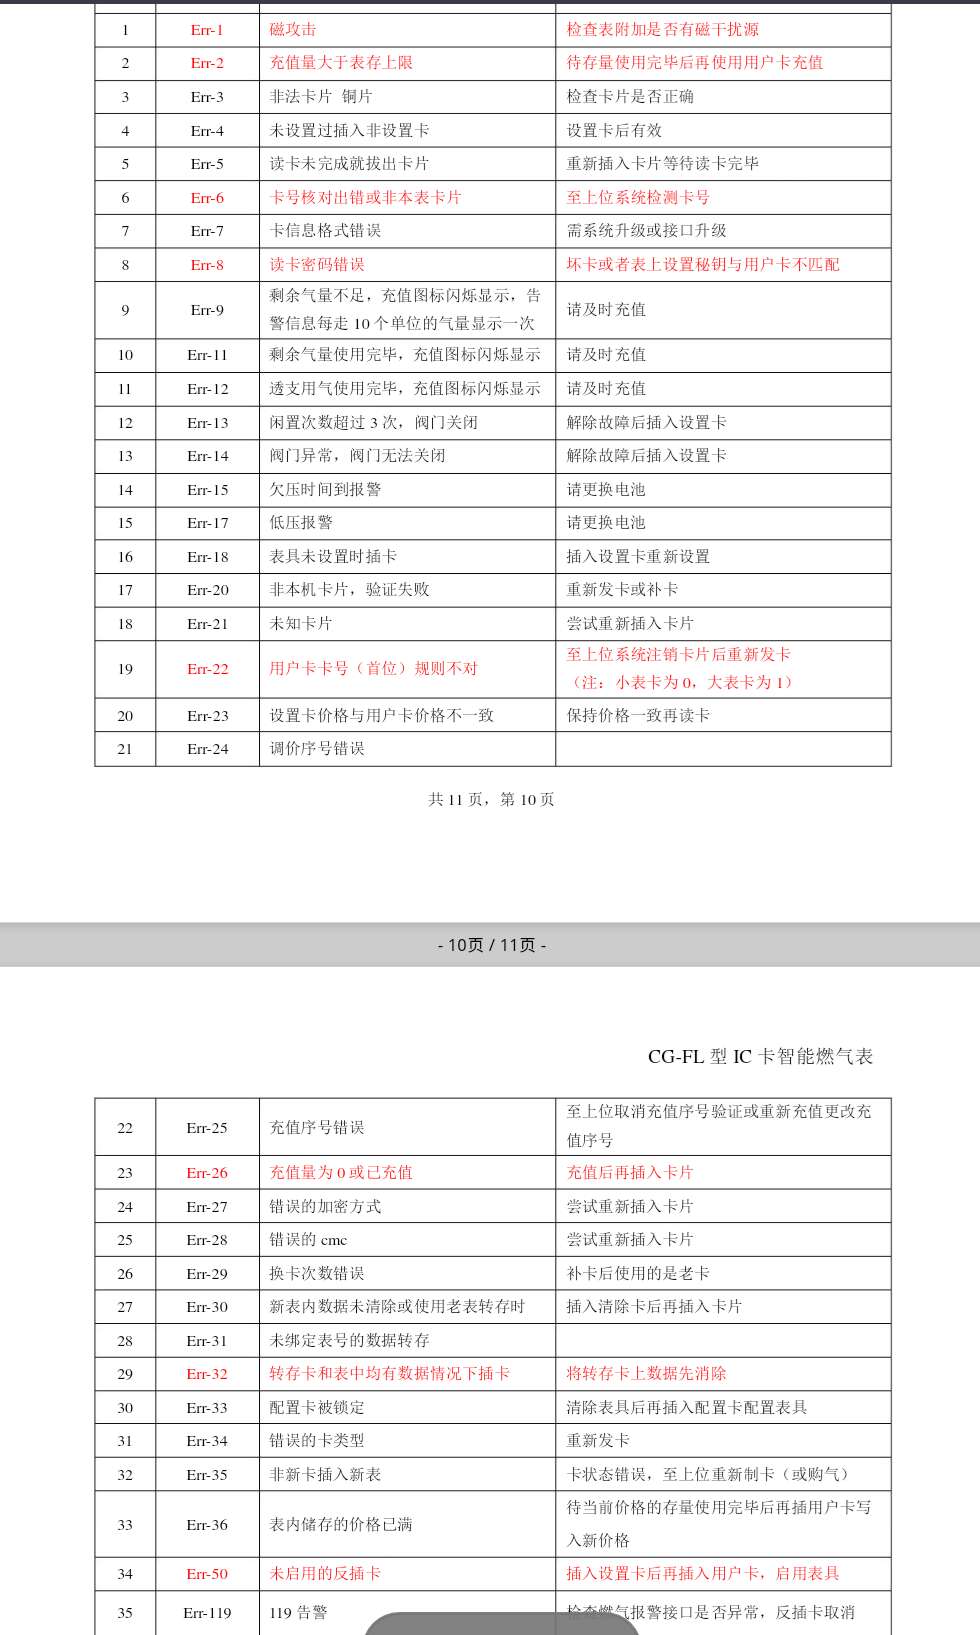 1 Err-1 磁攻击 检查表附加是否有磁干扰源
2 Err-2 充值量大于表存上限 待存量使用完毕后再使用用户卡充值
3 Err-3 非法卡片 铜片 检查卡片是否正确
4 Err-4 未设置过插入非设置卡 设置卡后有效
5 Err-5 读卡未完成就拔出卡片 重新插入卡片等待读卡完毕
6 Err-6 卡号核对出错或非本表卡片 至上位系统检测卡号
7 Err-7 卡信息格式错误 需系统升级或接口升级
8 Err-8 读卡密码错误 坏卡或者表上设置秘钥与用户卡不匹配
9 Err-9 剩余气量不足，充值图标闪烁显示，告
警信息每走 10 个单位的气量显示一次 请及时充值
10 Err-11 剩余气量使用完毕，充值图标闪烁显示 请及时充值
11 Err-12 透支用气使用完毕，充值图标闪烁显示 请及时充值
12 Err-13 闲置次数超过 3 次，阀门关闭 解除故障后插入设置卡
13 Err-14 阀门异常，阀门无法关闭 解除故障后插入设置卡
14 Err-15 欠压时间到报警 请更换电池
15 Err-17 低压报警 请更换电池
16 Err-18 表具未设置时插卡 插入设置卡重新设置
17 Err-20 非本机卡片，验证失败 重新发卡或补卡
18 Err-21 未知卡片 尝试重新插入卡片
19 Err-22 用户卡卡号（首位）规则不对 至上位系统注销卡片后重新发卡
（注：小表卡为 0，大表卡为 1）
20 Err-23 设置卡价格与用户卡价格不一致 保持价格一致再读卡
21 Err-24 调价序号错误
共 11 页，第 10 页
- 10页 / 11页 -
CG-FL 型 IC 卡智能燃气表
22 Err-25 充值序号错误 至上位取消充值序号验证或重新充值更改充
值序号
23 Err-26 充值量为 0 或已充值 充值后再插入卡片
24 Err-27 错误的加密方式 尝试重新插入卡片
25 Err-28 错误的 cmc 尝试重新插入卡片
26 Err-29 换卡次数错误 补卡后使用的是老卡
27 Err-30 新表内数据未清除或使用老表转存时 插入清除卡后再插入卡片
28 Err-31 未绑定表号的数据转存
29 Err-32 转存卡和表中均有数据情况下插卡 将转存卡上数据先消除
30 Err-33 配置卡被锁定 清除表具后再插入配置卡配置表具
31 Err-34 错误的卡类型 重新发卡
32 Err-35 非新卡插入新表 卡状态错误，至上位重新制卡（或购气）
33 Err-36 表内储存的价格已满 待当前价格的存量使用完毕后再插用户卡写
入新价格
34 Err-50 未启用的反插卡 插入设置卡后再插入用户卡，启用表具
35 Err-119 119 告警 检查燃气报警接口是否异常，反插卡取消